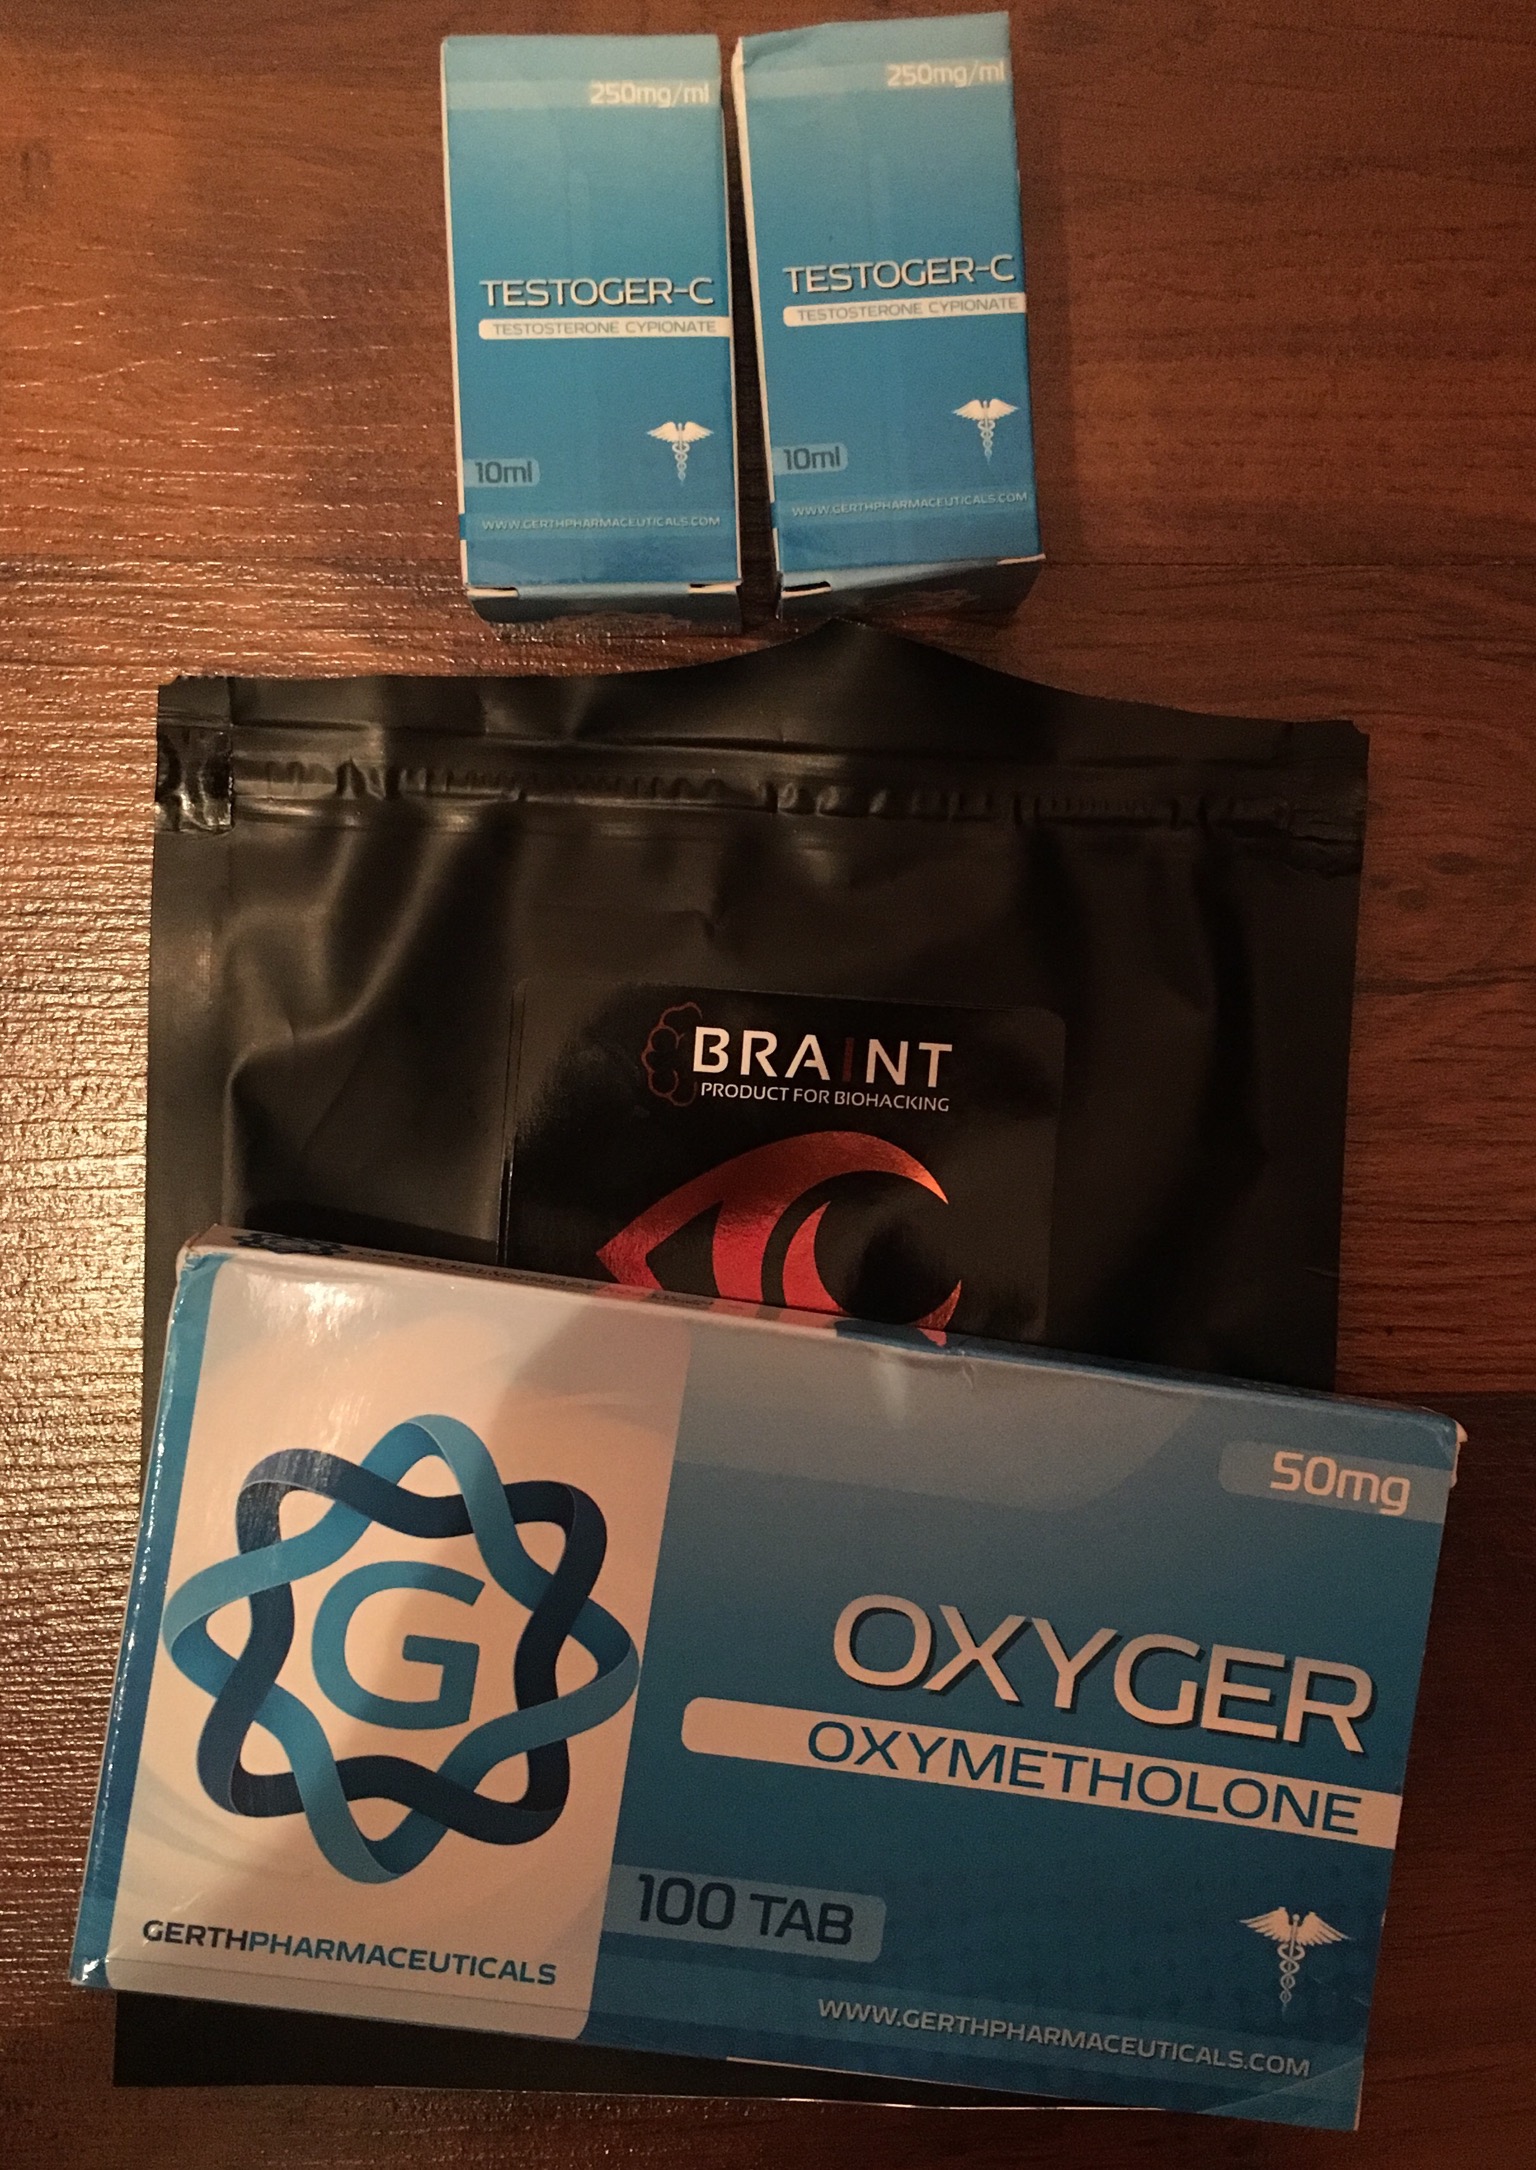 250mg/ml
TESTOGER-C
TESTOSTERONE CYPIONATE
10ml
WWW.GERTHPHARMACEUTICALS.COM
250mg/ml
TESTOGER-C
TESTOSTERONE CYPIONATE
10ml
WWW.GERTHPHARMACEUTICALS.COM
BRAINT
PRODUCT FOR BIOHACKING
G
GERTHPHARMACEUTICALS
50mg
OXYGER
OXYMETHOLONE
100 TAB
WWW.GERTHPHARMACEUTICALS.COM